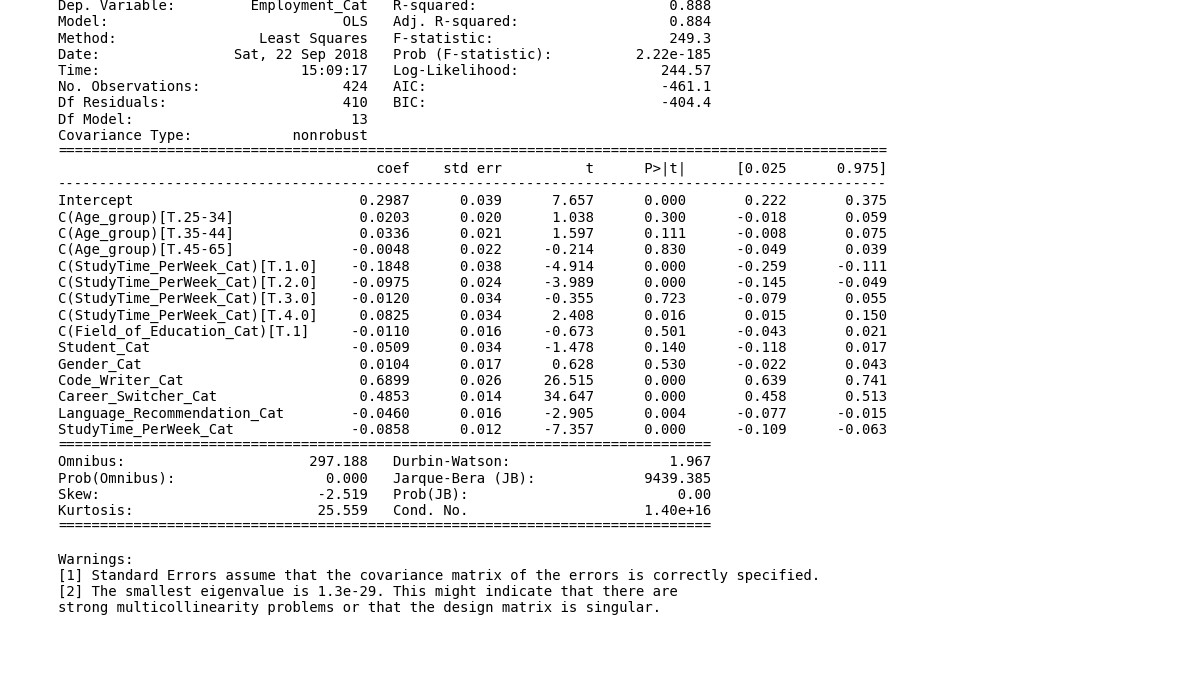 Dep. Variable: Employment_Cat R-squared: 0.888
Model: OLS Adj. R-squared: 0.884
Method: Least Squares F-statistic: 249.3
Date: Sat, 22 Sep 2018 Prob (F-statistic): 2.22e-185
Time: 15:09:17 Log-Likelihood: 244.57
No. Observations: 424 AIC: -461.1
Df Residuals: 410 BIC: -404.4
Df Model: 13
Covariance Type: nonrobust
===================================================================================================
coef std err t P>|t| [0.025 0.975]
---------------------------------------------------------------------------------------------------
Intercept 0.2987 0.039 7.657 0.000 0.222 0.375
C(Age_group)[T.25-34] 0.0203 0.020 1.038 0.300 -0.018 0.059
C(Age_group)[T.35-44] 0.0336 0.021 1.597 0.111 -0.008 0.075
C(Age_group)[T.45-65] -0.0048 0.022 -0.214 0.830 -0.049 0.039
C(StudyTime_PerWeek_Cat)[T.1.0] -0.1848 0.038 -4.914 0.000 -0.259 -0.111
C(StudyTime_PerWeek_Cat)[T.2.0] -0.0975 0.024 -3.989 0.000 -0.145 -0.049
C(StudyTime_PerWeek_Cat)[T.3.0] -0.0120 0.034 -0.355 0.723 -0.079 0.055
C(StudyTime_PerWeek_Cat)[T.4.0] 0.0825 0.034 2.408 0.016 0.015 0.150
C(Field_of_Education_Cat)[T.1] -0.0110 0.016 -0.673 0.501 -0.043 0.021
Student_Cat -0.0509 0.034 -1.478 0.140 -0.118 0.017
Gender_Cat 0.0104 0.017 0.628 0.530 -0.022 0.043
Code_Writer_Cat 0.6899 0.026 26.515 0.000 0.639 0.741
Career_Switcher_Cat 0.4853 0.014 34.647 0.000 0.458 0.513
Language_Recommendation_Cat -0.0460 0.016 -2.905 0.004 -0.077 -0.015
StudyTime_PerWeek_Cat -0.0858 0.012 -7.357 0.000 -0.109 -0.063
==============================================================================
Omnibus: 297.188 Durbin-Watson: 1.967
Prob(Omnibus): 0.000 Jarque-Bera (JB): 9439.385
Skew: -2.519 Prob(JB): 0.00
Kurtosis: 25.559 Cond. No. 1.40e+16
==============================================================================
Warnings:
[1] Standard Errors assume that the covariance matrix of the errors is correctly specified.
[2] The smallest eigenvalue is 1.3e-29. This might indicate that there are
strong multicollinearity problems or that the design matrix is singular.